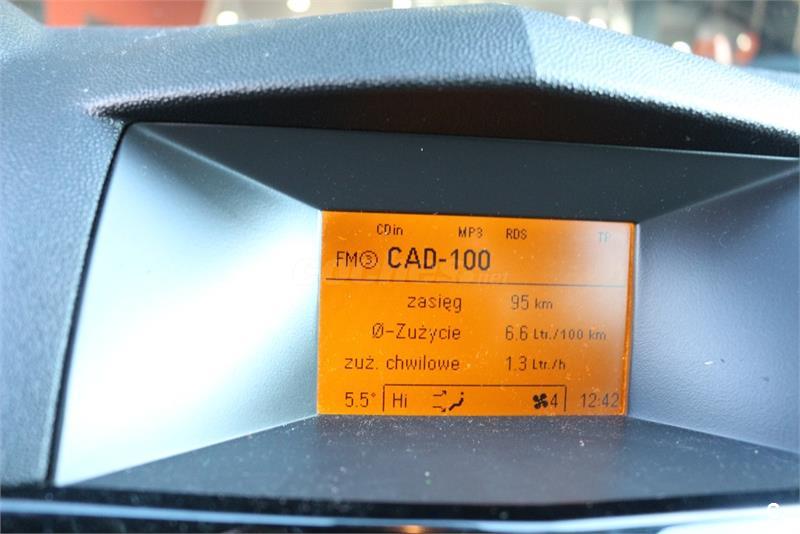 CDin MP3 RDS TP
FM③ CAD-100
zasięg 95 km
Ø-Zużycie 6.6 Ltr./100 km
zuż. chwilowe 1.3 Ltr./h
5.5° Hi 4 12:42